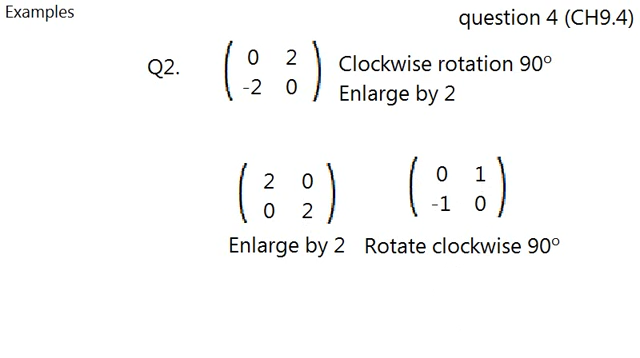 Examples
question 4 (CH9.4)
Q2.
0 2
-2 0
Clockwise rotation 90°
Enlarge by 2
2 0
0 2
0 1
-1 0
Enlarge by 2
Rotate clockwise 90°